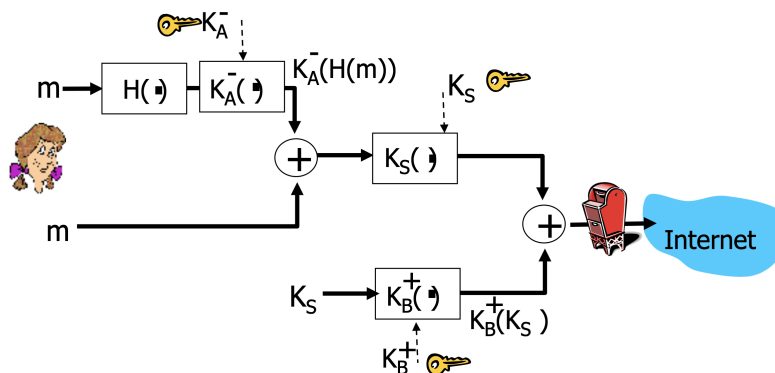 K_A^-
m
H(▪)
K_A^-(▪)
K_A^-(H(m))
K_S
+
K_S(▪)
m
+
Internet
K_S
K_B^+(▪)
K_B^+(K_S )
K_B^+